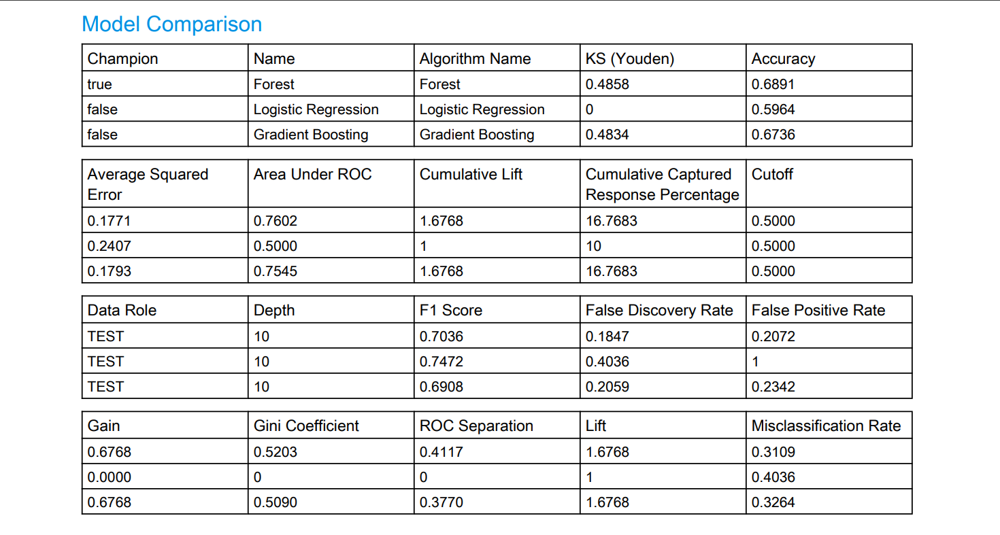 Model Comparison
Champion Name Algorithm Name KS (Youden) Accuracy
true Forest Forest 0.4858 0.6891
false Logistic Regression Logistic Regression 0 0.5964
false Gradient Boosting Gradient Boosting 0.4834 0.6736
Average Squared Error Area Under ROC Cumulative Lift Cumulative Captured Response Percentage Cutoff
0.1771 0.7602 1.6768 16.7683 0.5000
0.2407 0.5000 1 10 0.5000
0.1793 0.7545 1.6768 16.7683 0.5000
Data Role Depth F1 Score False Discovery Rate False Positive Rate
TEST 10 0.7036 0.1847 0.2072
TEST 10 0.7472 0.4036 1
TEST 10 0.6908 0.2059 0.2342
Gain Gini Coefficient ROC Separation Lift Misclassification Rate
0.6768 0.5203 0.4117 1.6768 0.3109
0.0000 0 0 1 0.4036
0.6768 0.5090 0.3770 1.6768 0.3264